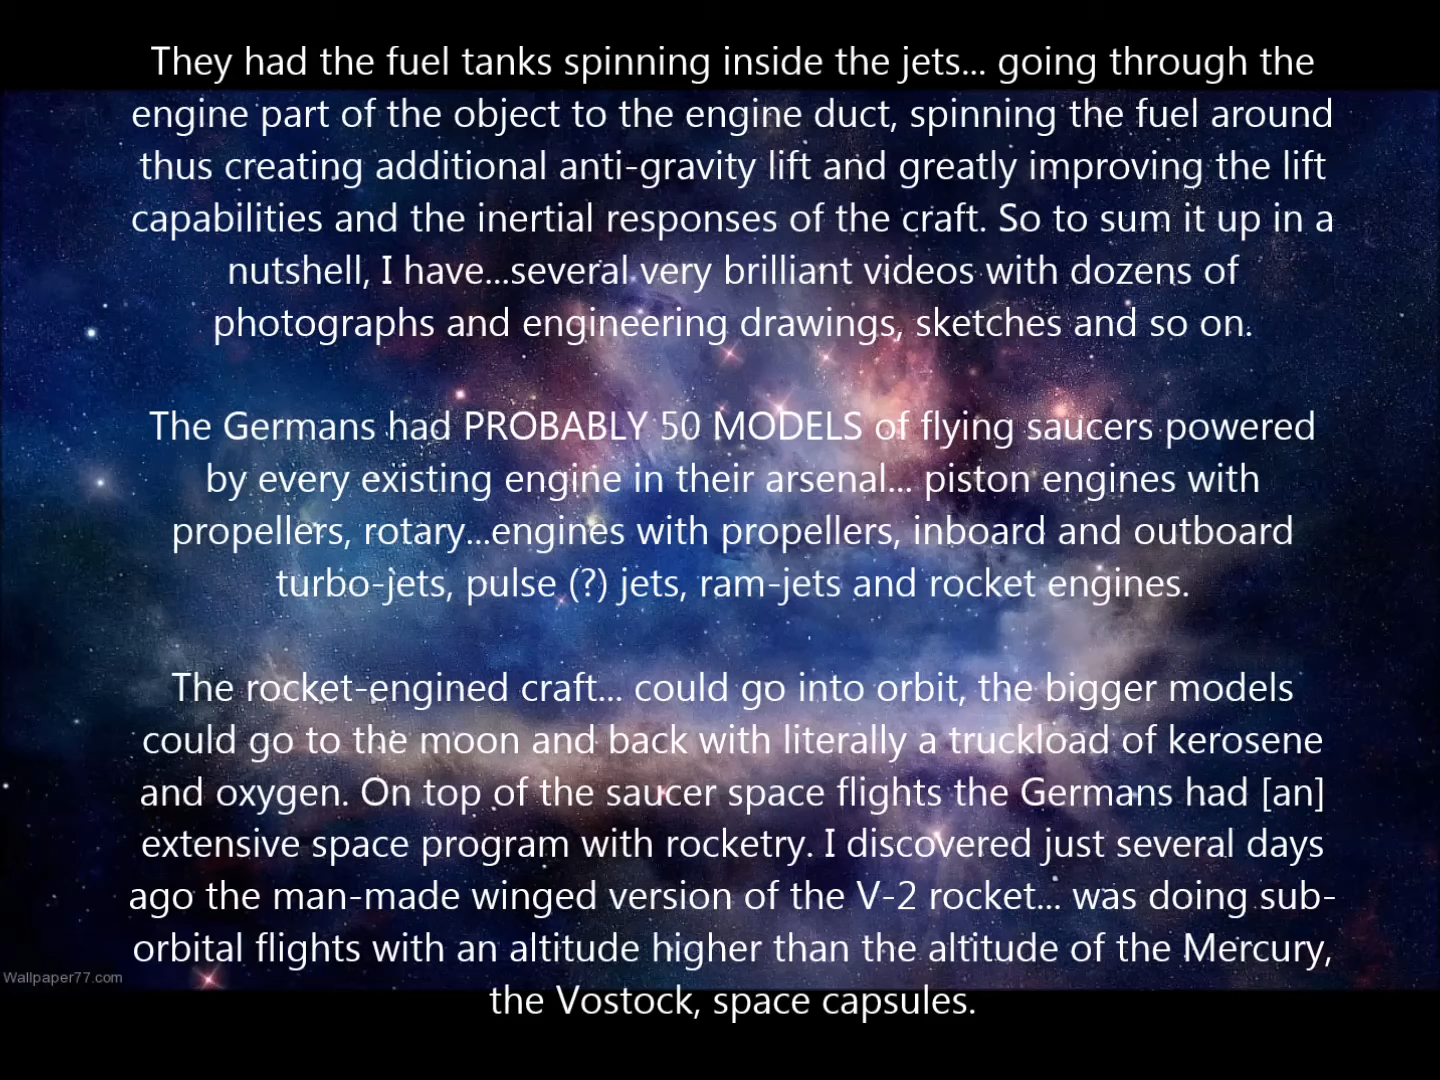 They had the fuel tanks spinning inside the jets... going through the
engine part of the object to the engine duct, spinning the fuel around
thus creating additional anti-gravity lift and greatly improving the lift
capabilities and the inertial responses of the craft. So to sum it up in a
nutshell, I have...several very brilliant videos with dozens of
photographs and engineering drawings, sketches and so on.
The Germans had PROBABLY 50 MODELS of flying saucers powered
by every existing engine in their arsenal... piston engines with
propellers, rotary...engines with propellers, inboard and outboard
turbo-jets, pulse (?) jets, ram-jets and rocket engines.
The rocket-engined craft... could go into orbit, the bigger models
could go to the moon and back with literally a truckload of kerosene
and oxygen. On top of the saucer space flights the Germans had [an]
extensive space program with rocketry. I discovered just several days
ago the man-made winged version of the V-2 rocket... was doing sub-
orbital flights with an altitude higher than the altitude of the Mercury,
the Vostock, space capsules.
Wallpaper77.com